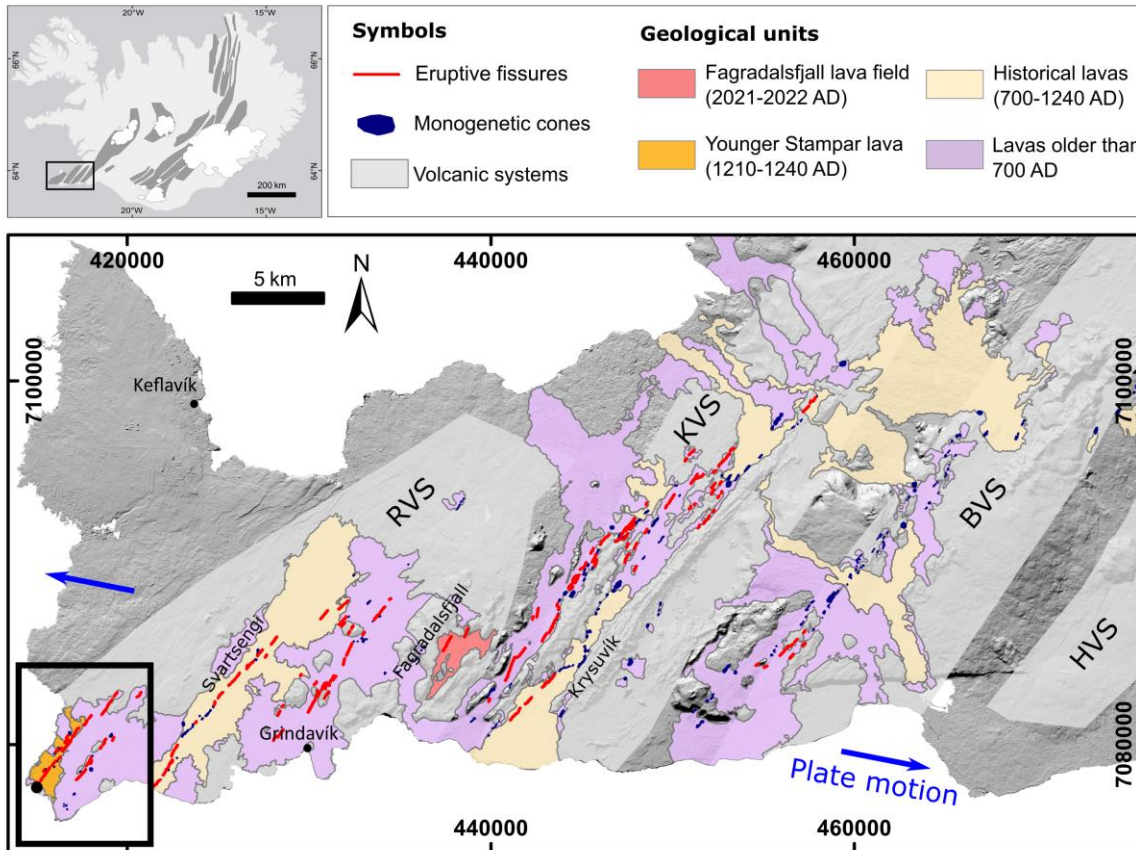 20°W
15°W
66°N
66°N
64°N
64°N
200 km
20°W
15°W
Symbols
Eruptive fissures
Monogenetic cones
Volcanic systems
Geological units
Fagradalsfjall lava field
(2021-2022 AD)
Younger Stampar lava
(1210-1240 AD)
Historical lavas
(700-1240 AD)
Lavas older than
700 AD
420000
440000
460000
5 km
N
7100000
7100000
Keflavík
KVS
RVS
BVS
HVS
Svartsengi
Fagradalsfjall
Krysuvík
Grindavík
Plate motion
7080000
440000
460000